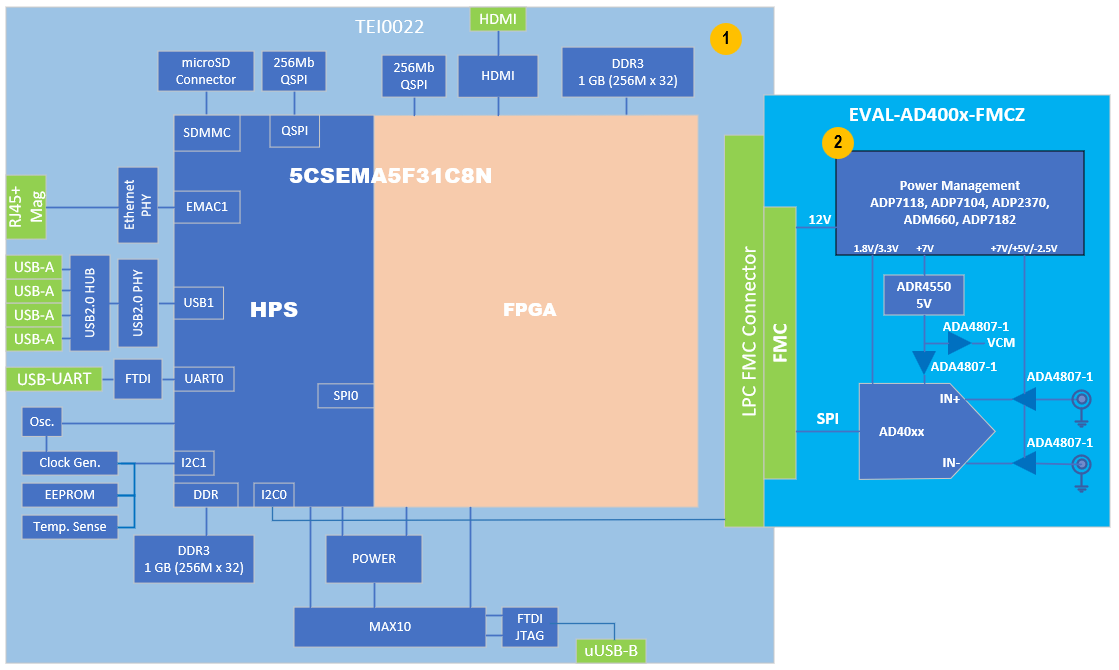 TEI0022
HDMI
1
microSD
Connector
256Mb
QSPI
256Mb
QSPI
HDMI
DDR3
1 GB (256M x 32)
SDMMC
QSPI
5CSEMA5F31C8N
RJ45+
Mag
Ethernet
PHY
EMAC1
USB-A
USB-A
USB-A
USB-A
USB2.0 HUB
USB2.0 PHY
USB1
HPS
FPGA
USB-UART
FTDI
UART0
SPI0
Osc.
Clock Gen.
I2C1
EEPROM
DDR
I2C0
Temp. Sense
DDR3
1 GB (256M x 32)
POWER
MAX10
FTDI
JTAG
uUSB-B
LPC FMC Connector
FMC
EVAL-AD400x-FMCZ
2
Power Management
ADP7118, ADP7104, ADP2370,
ADM660, ADP7182
12V
1.8V/3.3V
+7V
+7V/+5V/-2.5V
ADR4550
5V
ADA4807-1
VCM
ADA4807-1
ADA4807-1
IN+
SPI
AD40xx
ADA4807-1
IN-